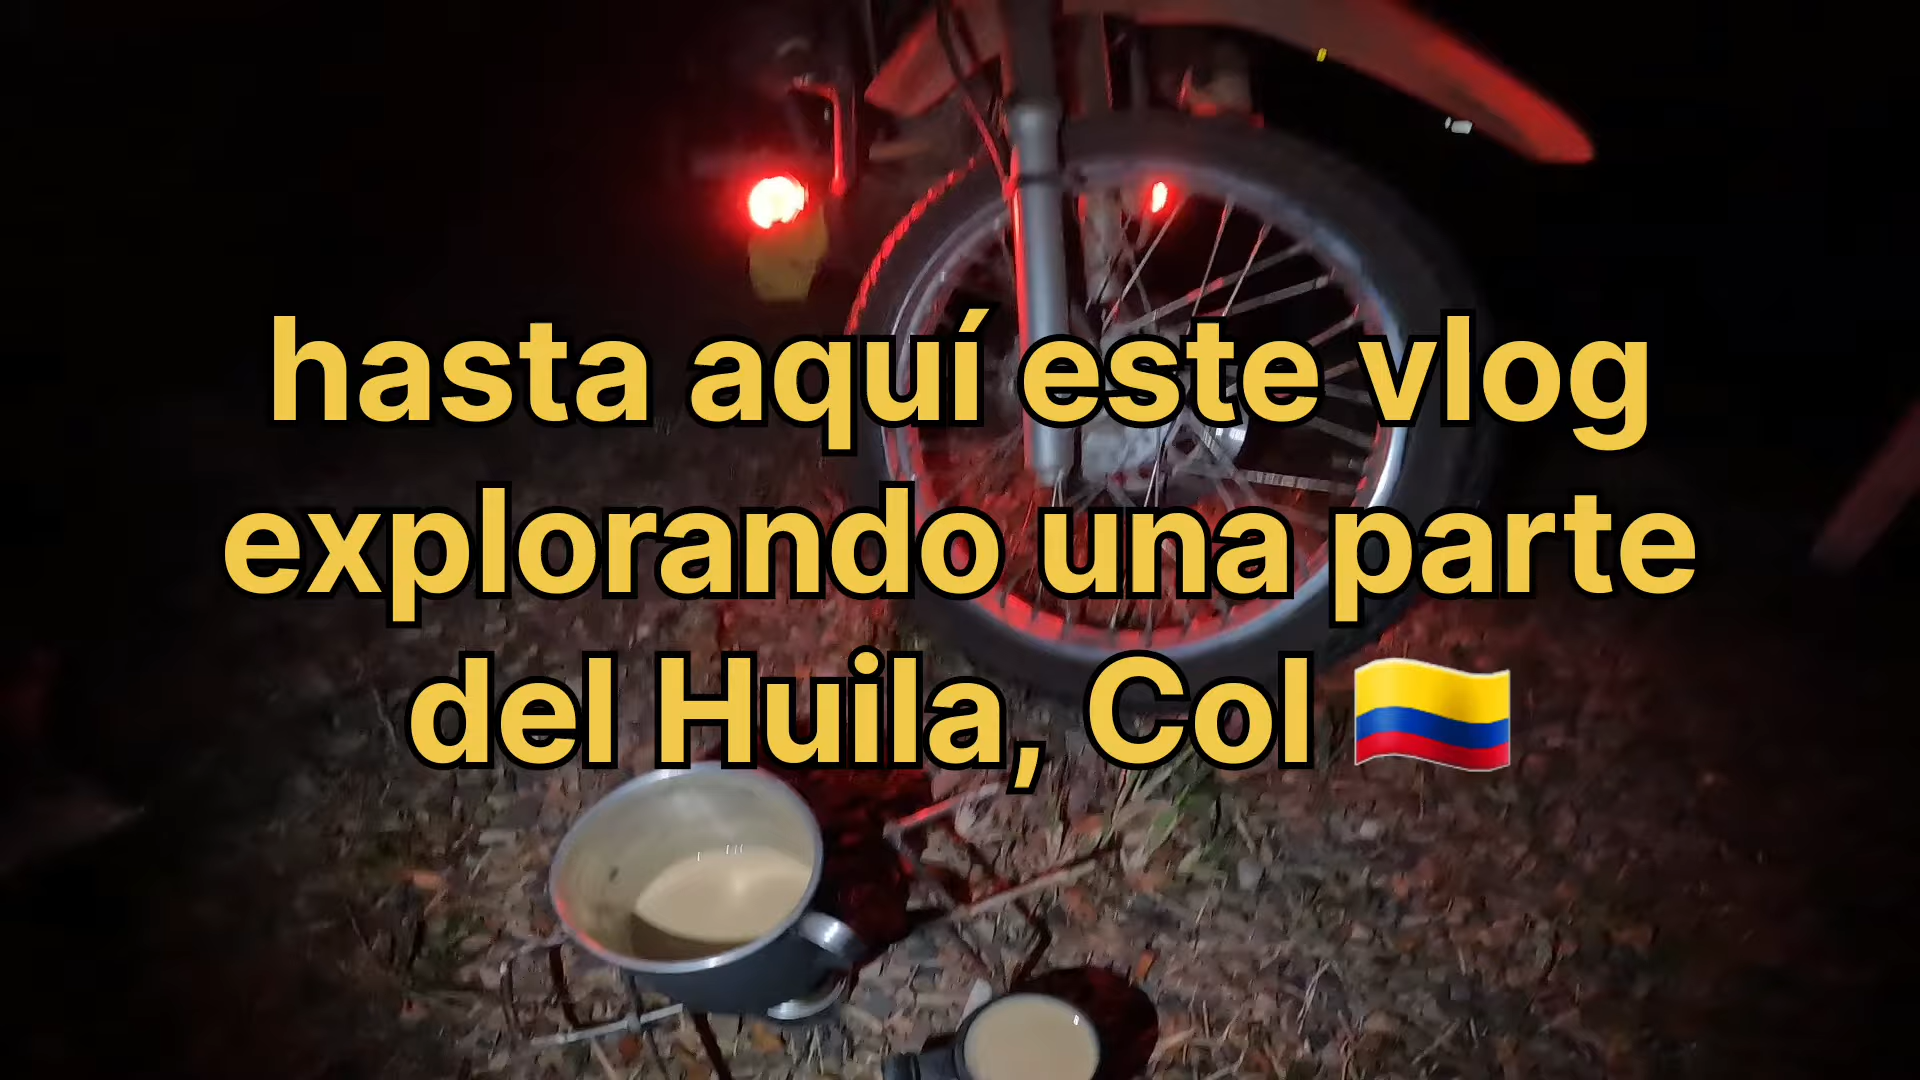 hasta aquí este vlog
explorando una parte
del Huila, Col 🇨🇴